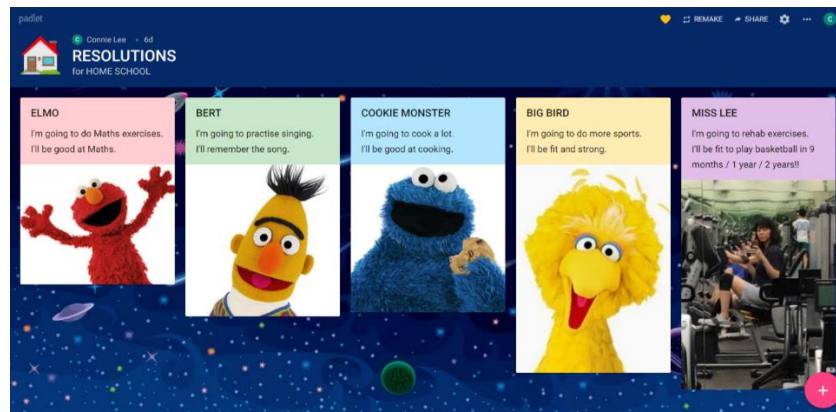 padlet
REMAKE
SHARE
C
C Connie Lee • 6d
RESOLUTIONS
for HOME SCHOOL
ELMO
I'm going to do Maths exercises.
I'll be good at Maths.
BERT
I'm going to practise singing.
I'll remember the song.
COOKIE MONSTER
I'm going to cook a lot.
I'll be good at cooking.
BIG BIRD
I'm going to do more sports.
I'll be fit and strong.
MISS LEE
I'm going to rehab exercises.
I'll be fit to play basketball in 9
months / 1 year / 2 years!!